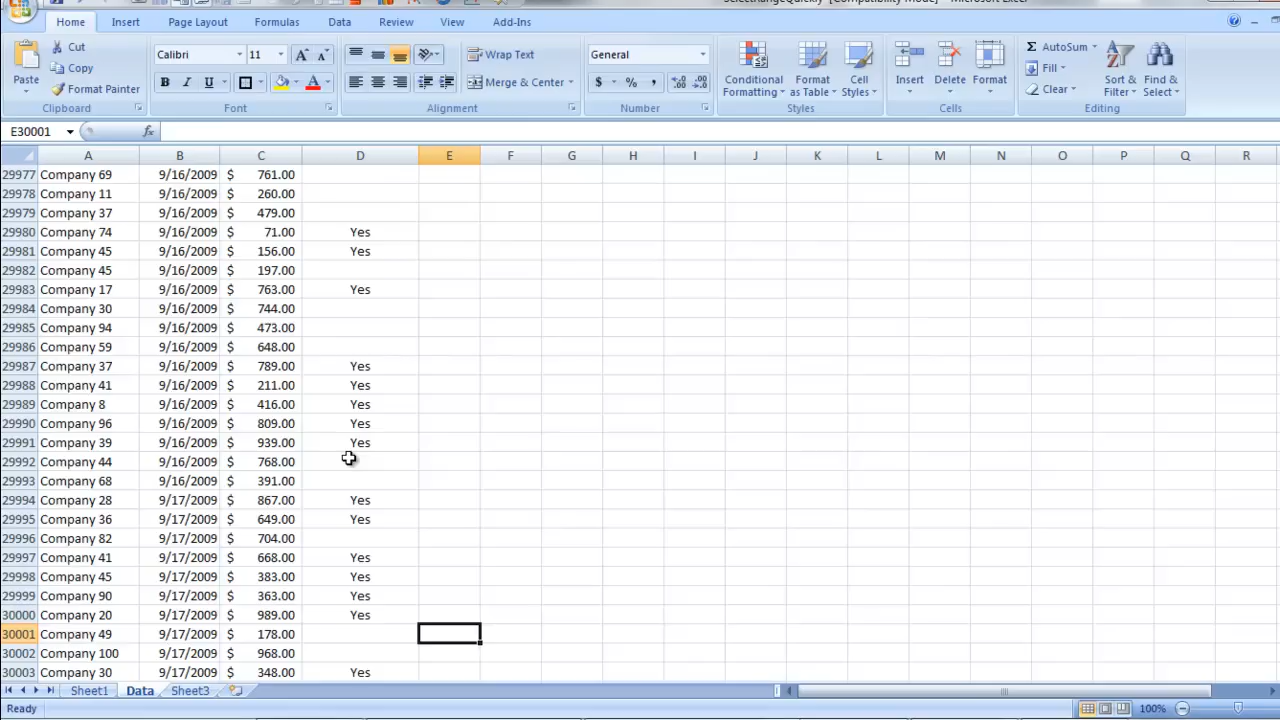 SelectRangeQuickly [Compatibility Mode] - Microsoft Excel
Home Insert Page Layout Formulas Data Review View Add-Ins
Paste Cut Copy Format Painter
Calibri 11 A A
B I U A
Wrap Text
Merge & Center
General
$ % ,
Conditional Formatting
Format as Table
Cell Styles
Insert Delete Format
Σ AutoSum
Fill
Clear
Sort & Filter
Find & Select
Clipboard Font Alignment Number Styles Cells Editing
E30001 fx
A B C D E F G H I J K L M N O P Q R
29977 Company 69 9/16/2009 $ 761.00
29978 Company 11 9/16/2009 $ 260.00
29979 Company 37 9/16/2009 $ 479.00
29980 Company 74 9/16/2009 $ 71.00 Yes
29981 Company 45 9/16/2009 $ 156.00 Yes
29982 Company 45 9/16/2009 $ 197.00
29983 Company 17 9/16/2009 $ 763.00 Yes
29984 Company 30 9/16/2009 $ 744.00
29985 Company 94 9/16/2009 $ 473.00
29986 Company 59 9/16/2009 $ 648.00
29987 Company 37 9/16/2009 $ 789.00 Yes
29988 Company 41 9/16/2009 $ 211.00 Yes
29989 Company 8 9/16/2009 $ 416.00 Yes
29990 Company 96 9/16/2009 $ 809.00 Yes
29991 Company 39 9/16/2009 $ 939.00 Yes
29992 Company 44 9/16/2009 $ 768.00
29993 Company 68 9/16/2009 $ 391.00
29994 Company 28 9/17/2009 $ 867.00 Yes
29995 Company 36 9/17/2009 $ 649.00 Yes
29996 Company 82 9/17/2009 $ 704.00
29997 Company 41 9/17/2009 $ 668.00 Yes
29998 Company 45 9/17/2009 $ 383.00 Yes
29999 Company 90 9/17/2009 $ 363.00 Yes
30000 Company 20 9/17/2009 $ 989.00 Yes
30001 Company 49 9/17/2009 $ 178.00
30002 Company 100 9/17/2009 $ 968.00
30003 Company 30 9/17/2009 $ 348.00 Yes
Sheet1 Data Sheet3
Ready 100%